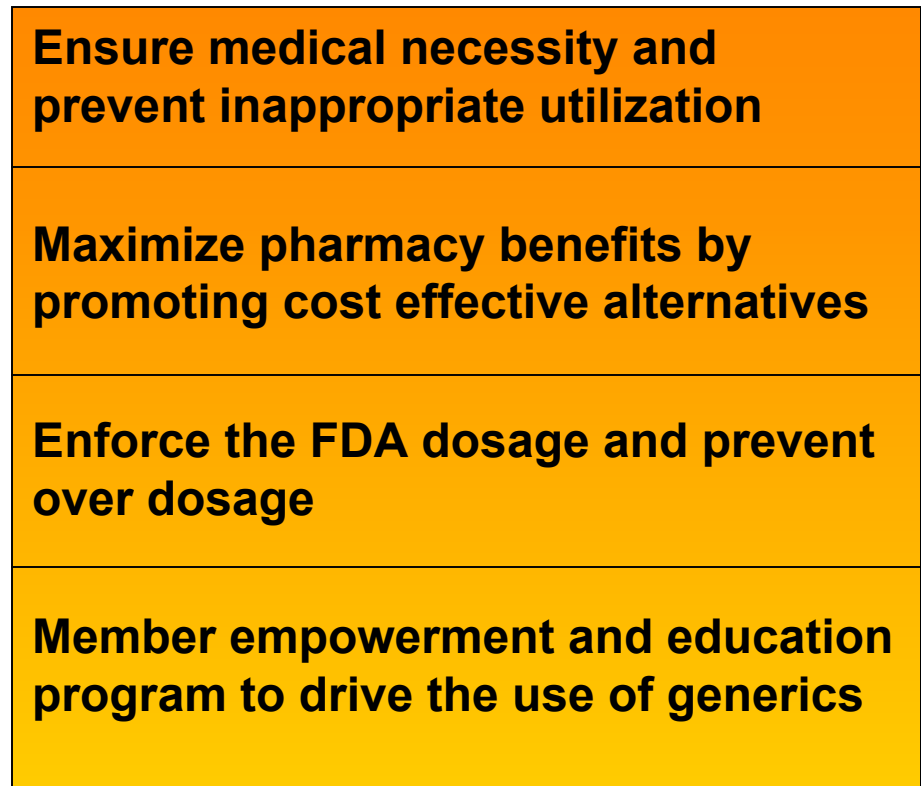 Ensure medical necessity and
prevent inappropriate utilization
Maximize pharmacy benefits by
promoting cost effective alternatives
Enforce the FDA dosage and prevent
over dosage
Member empowerment and education
program to drive the use of generics